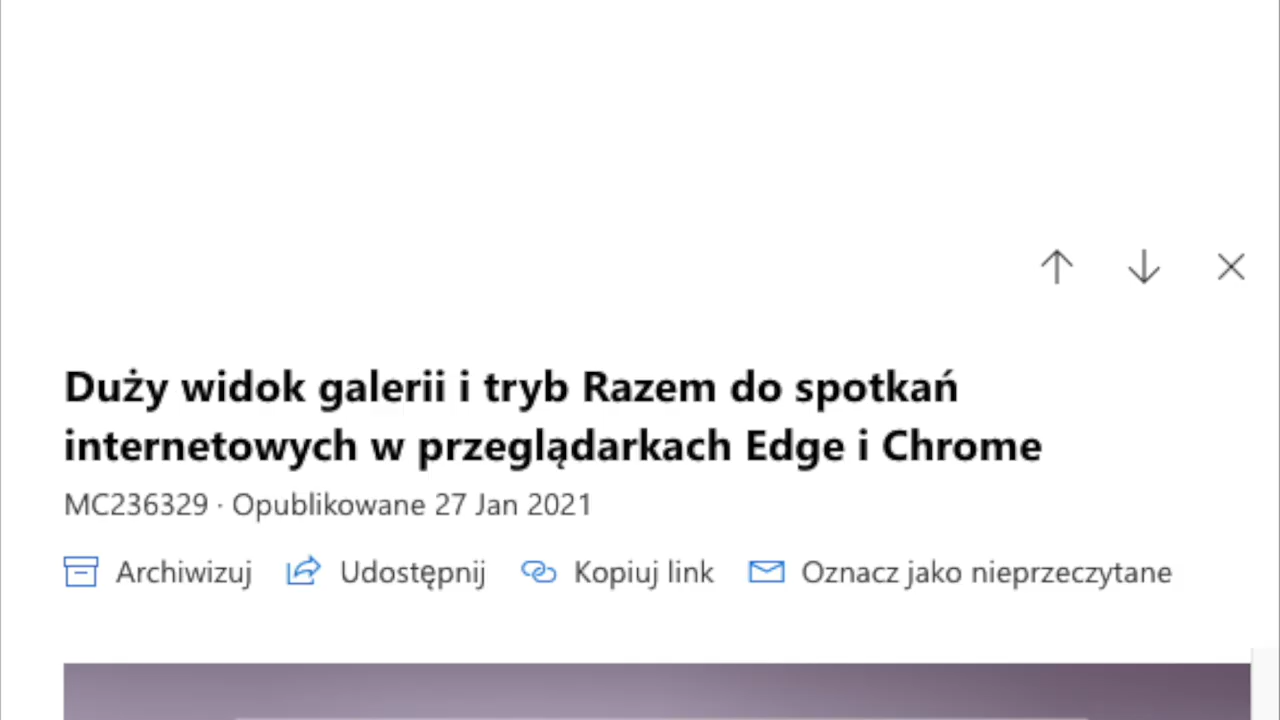 Duży widok galerii i tryb Razem do spotkań
internetowych w przeglądarkach Edge i Chrome
MC236329 · Opublikowane 27 Jan 2021
Archiwizuj Udostępnij Kopiuj link Oznacz jako nieprzeczytane